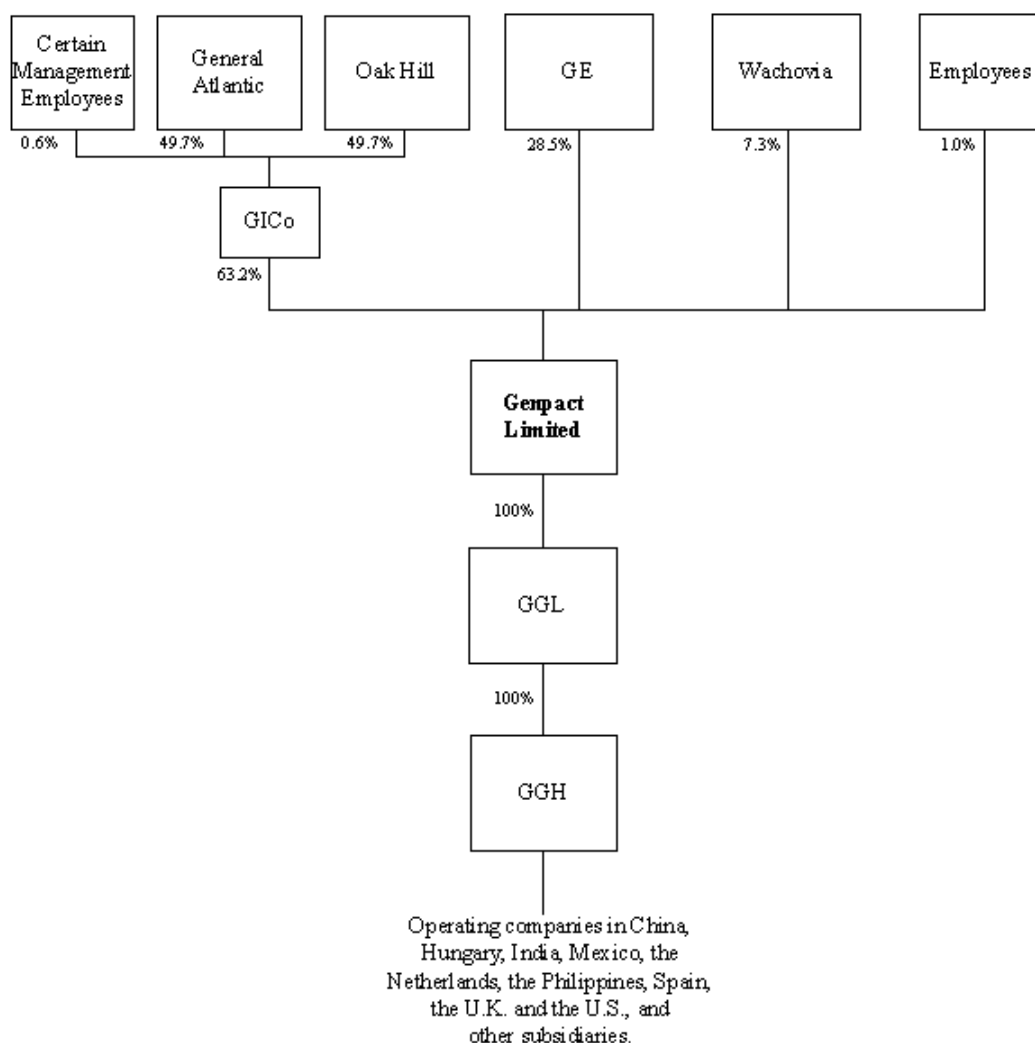 Certain
Management
Employees
General
Atlantic
Oak Hill
GE
Wachovia
Employees
0.6%
49.7%
49.7%
28.5%
7.3%
1.0%
GICo
63.2%
Genpact
Limited
100%
GGL
100%
GGH
Operating companies in China,
Hungary, India, Mexico, the
Netherlands, the Philippines, Spain,
the U.K. and the U.S., and
other subsidiaries.